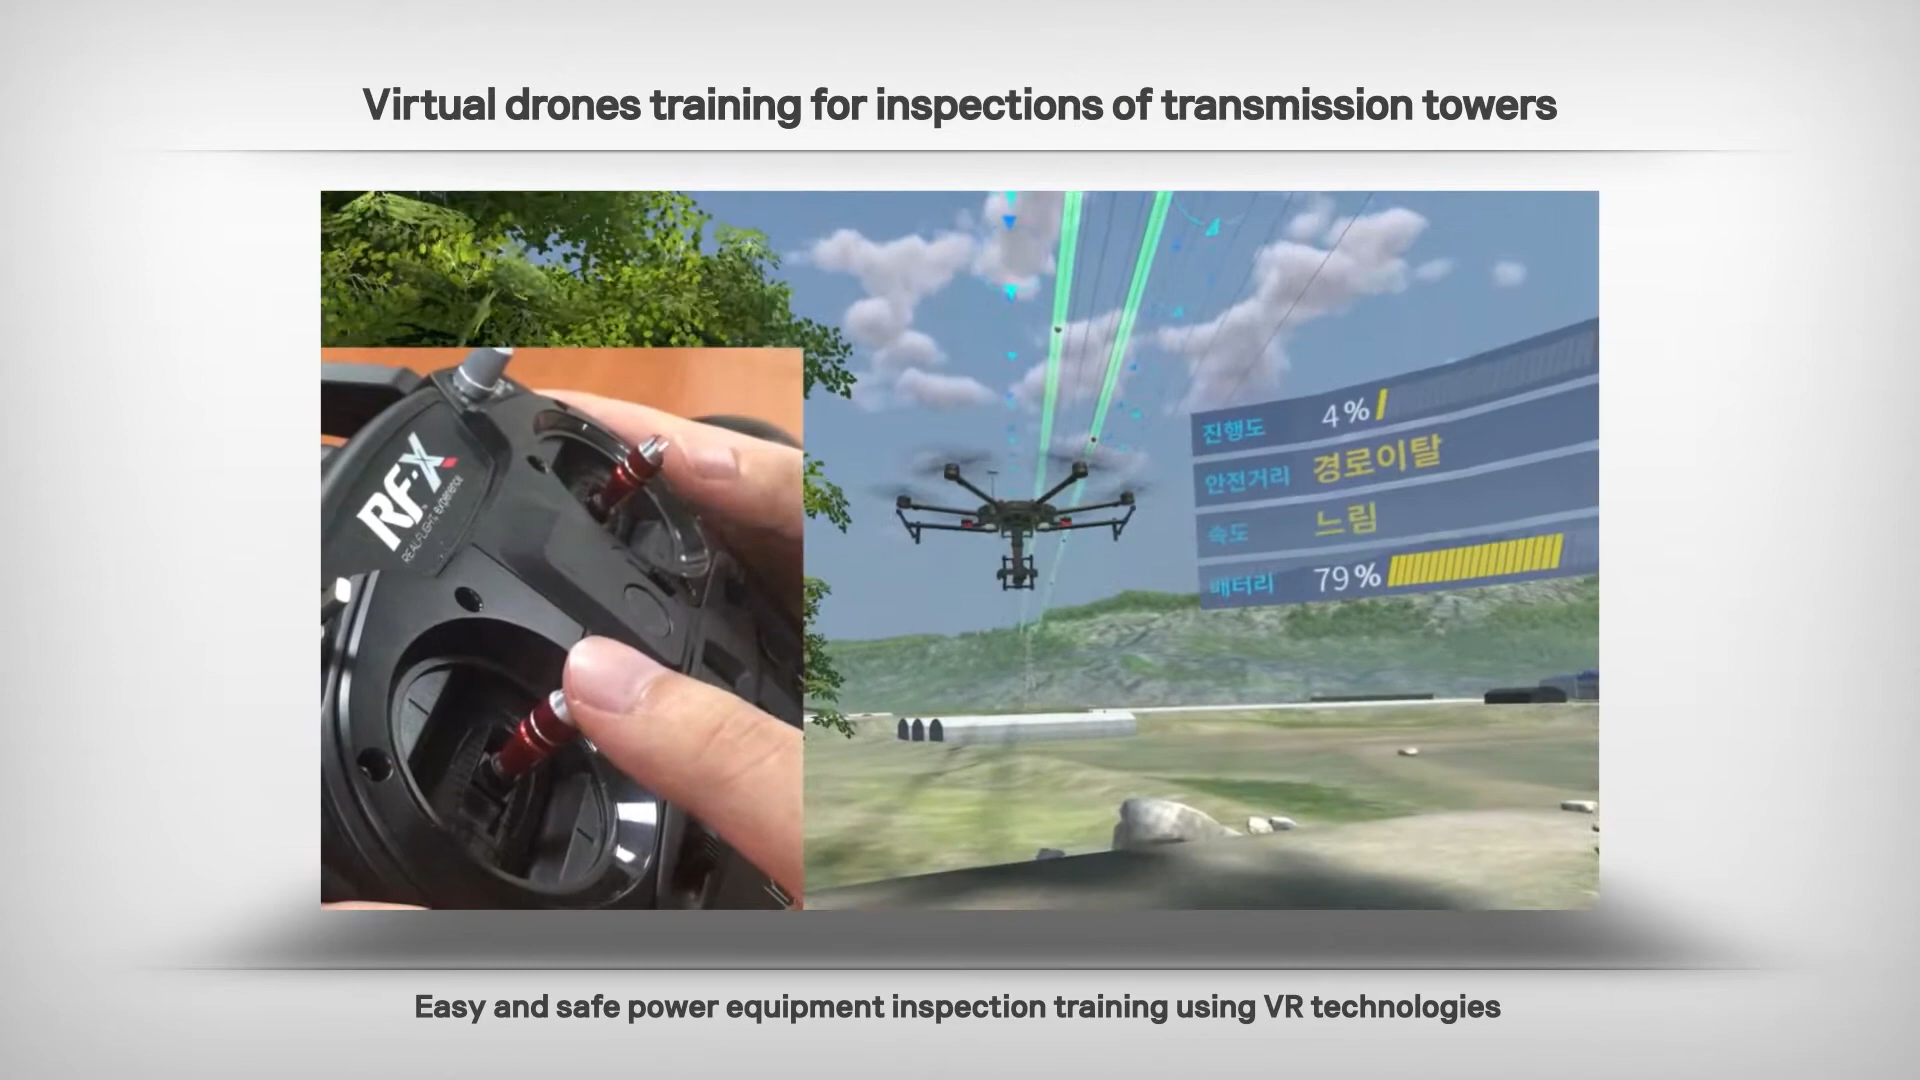 Virtual drones training for inspections of transmission towers
RF-X
REALFLIGHT EXPERIENCE
진행도 4%
안전거리 경로이탈
속도 느림
배터리 79%
Easy and safe power equipment inspection training using VR technologies